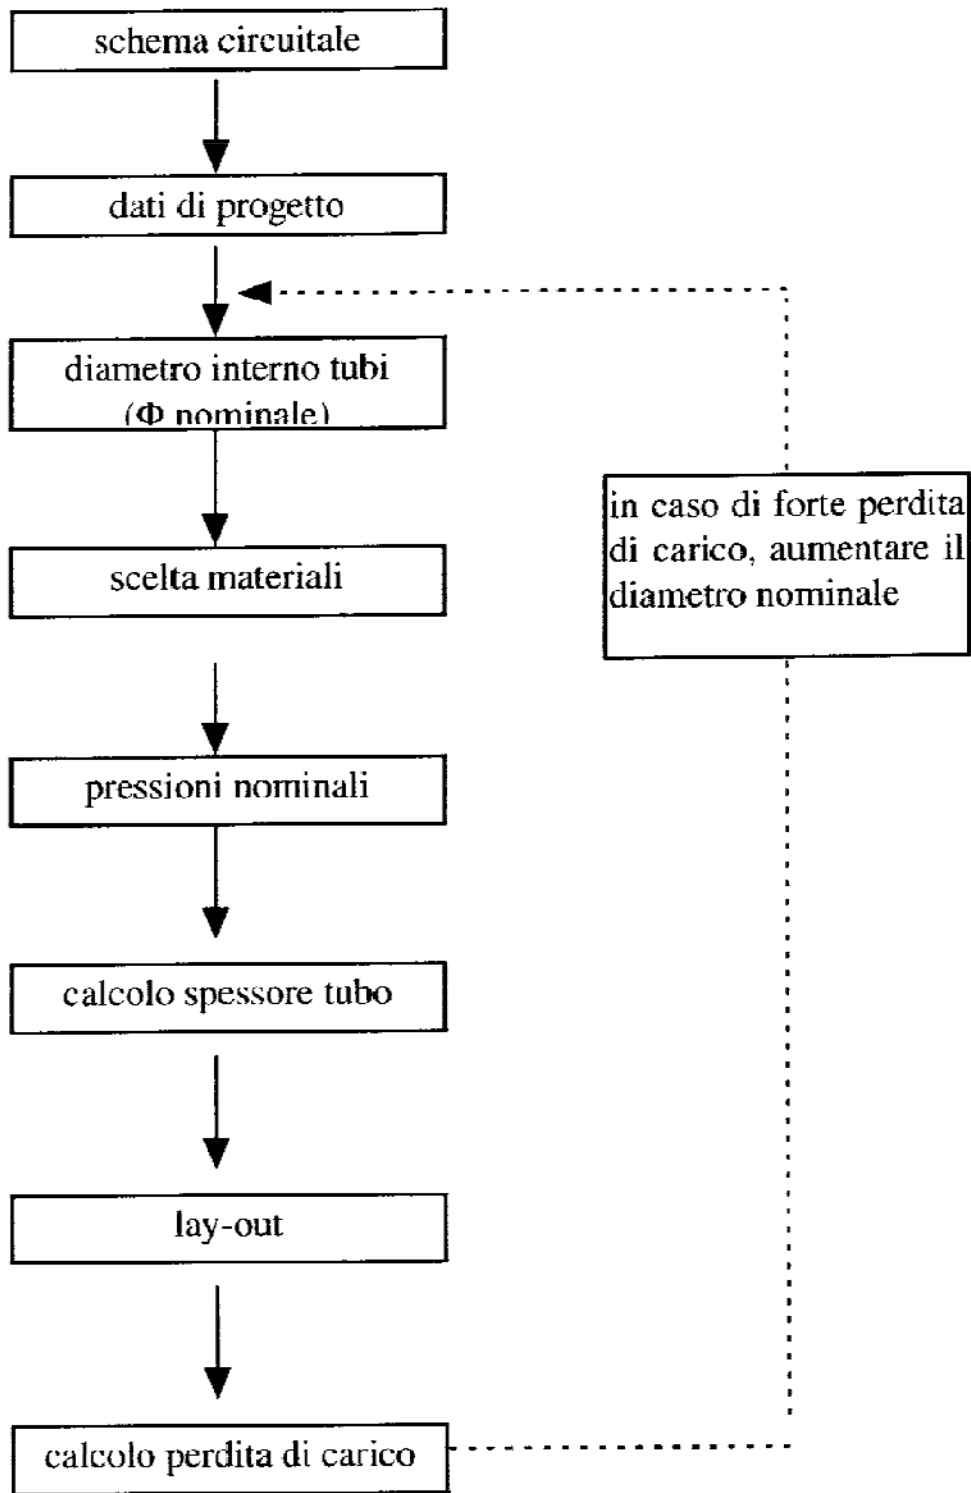 schema circuitale
dati di progetto
diametro interno tubi
(Φ nominale)
in caso di forte perdita
di carico, aumentare il
diametro nominale
scelta materiali
pressioni nominali
calcolo spessore tubo
lay-out
calcolo perdita di carico